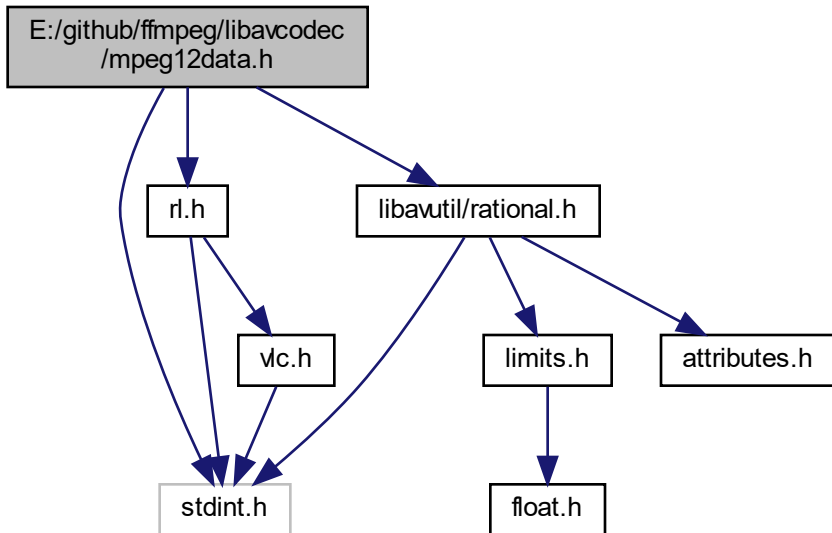 E:/github/ffmpeg/libavcodec
/mpeg12data.h
rl.h
libavutil/rational.h
vlc.h
limits.h
attributes.h
stdint.h
float.h